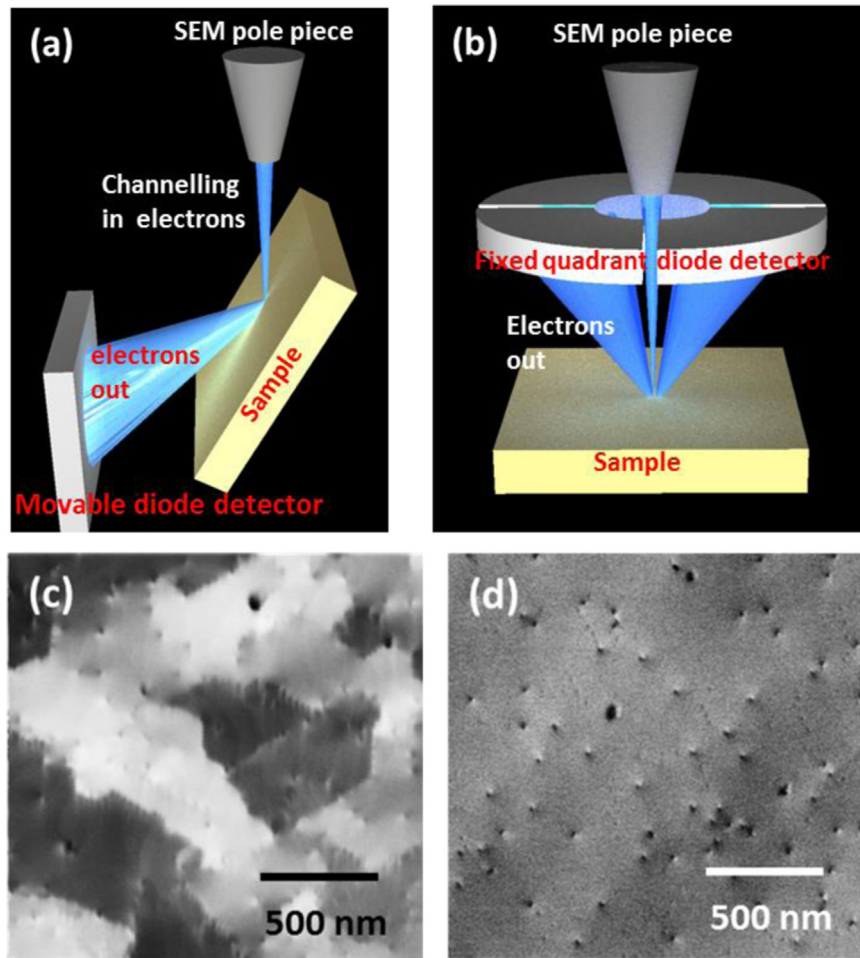 (a)
SEM pole piece
Channelling
in electrons
electrons
out
Sample
Movable diode detector
(b)
SEM pole piece
Fixed quadrant diode detector
Electrons
out
Sample
(c)
500 nm
(d)
500 nm